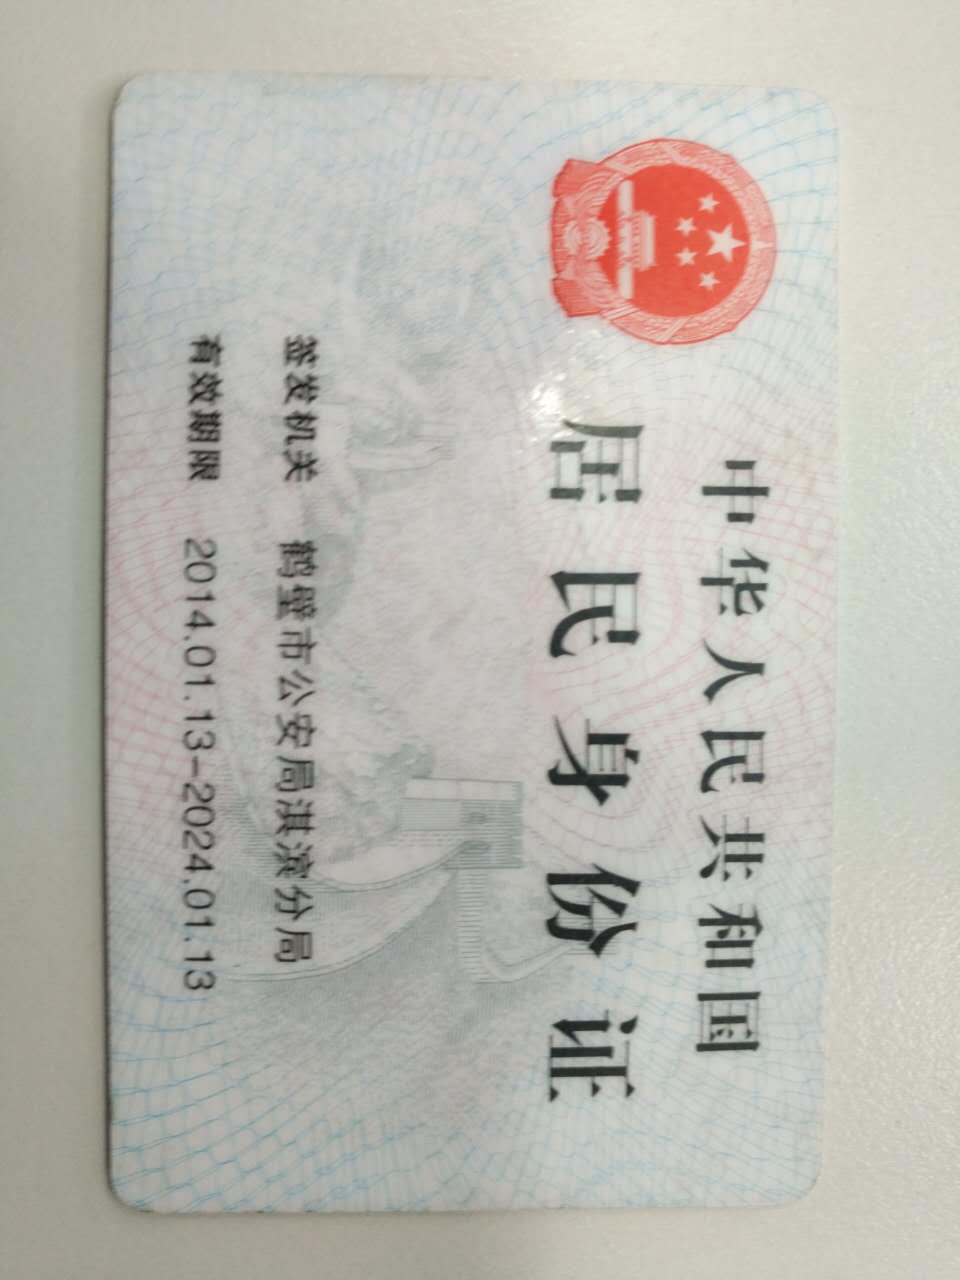 中华人民共和国
居民身份证
签发机关 鹤壁市公安局淇滨分局
有效期限 2014.01.13-2024.01.13